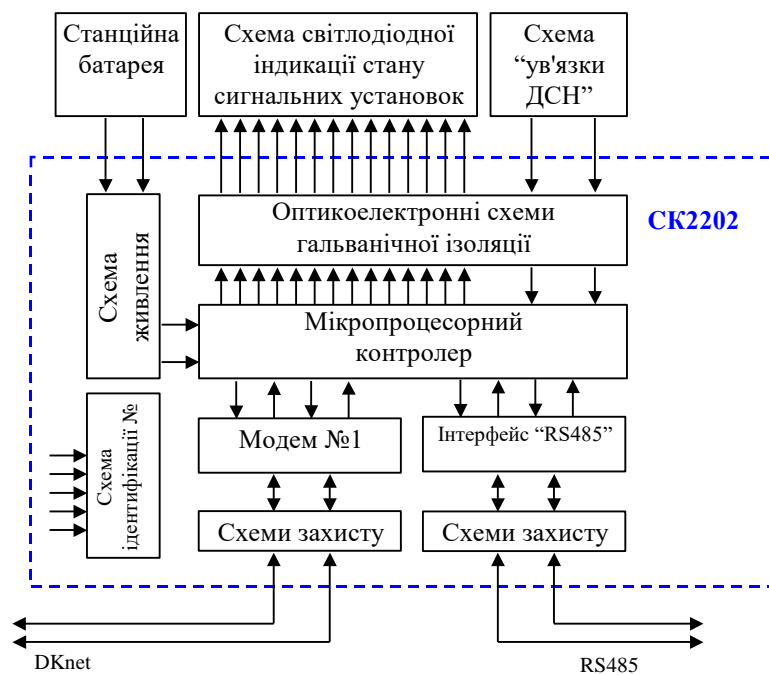 Станційна
батарея
Схема світлодіодної
індикації стану
сигнальних установок
Схема
“ув'язки
ДСН”
Оптикоелектронні схеми
гальванічної ізоляції
СК2202
Схема
живлення
Мікропроцесорний
контролер
Схема
ідентифікації №
Модем №1
Інтерфейс “RS485”
Схеми захисту
Схеми захисту
DKnet
RS485